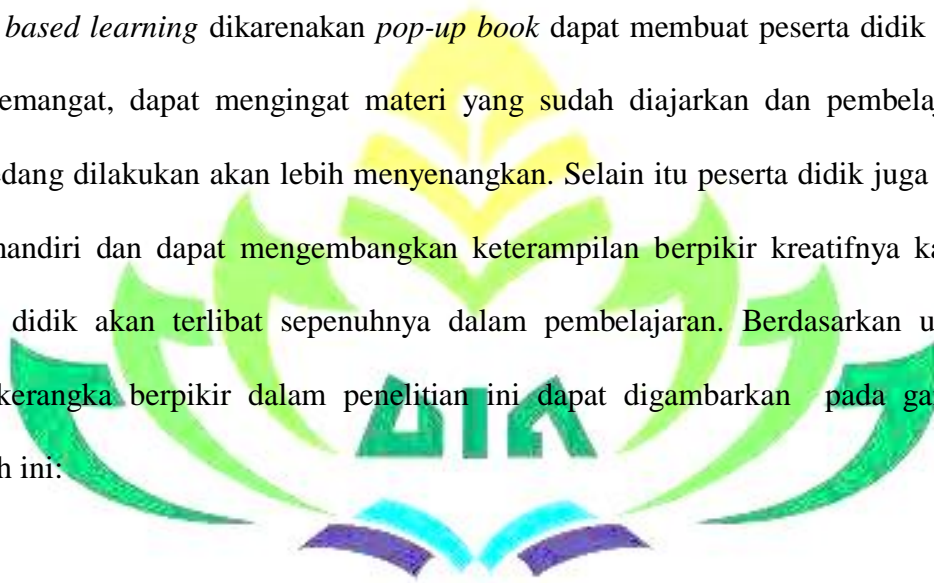 based learning dikarenakan pop-up book dapat membuat peserta didik
emangat, dapat mengingat materi yang sudah diajarkan dan pembelaj
edang dilakukan akan lebih menyenangkan. Selain itu peserta didik juga
nandiri dan dapat mengembangkan keterampilan berpikir kreatifnya ka
didik akan terlibat sepenuhnya dalam pembelajaran. Berdasarkan u
kerangka berpikir dalam penelitian ini dapat digambarkan pada ga
h ini: